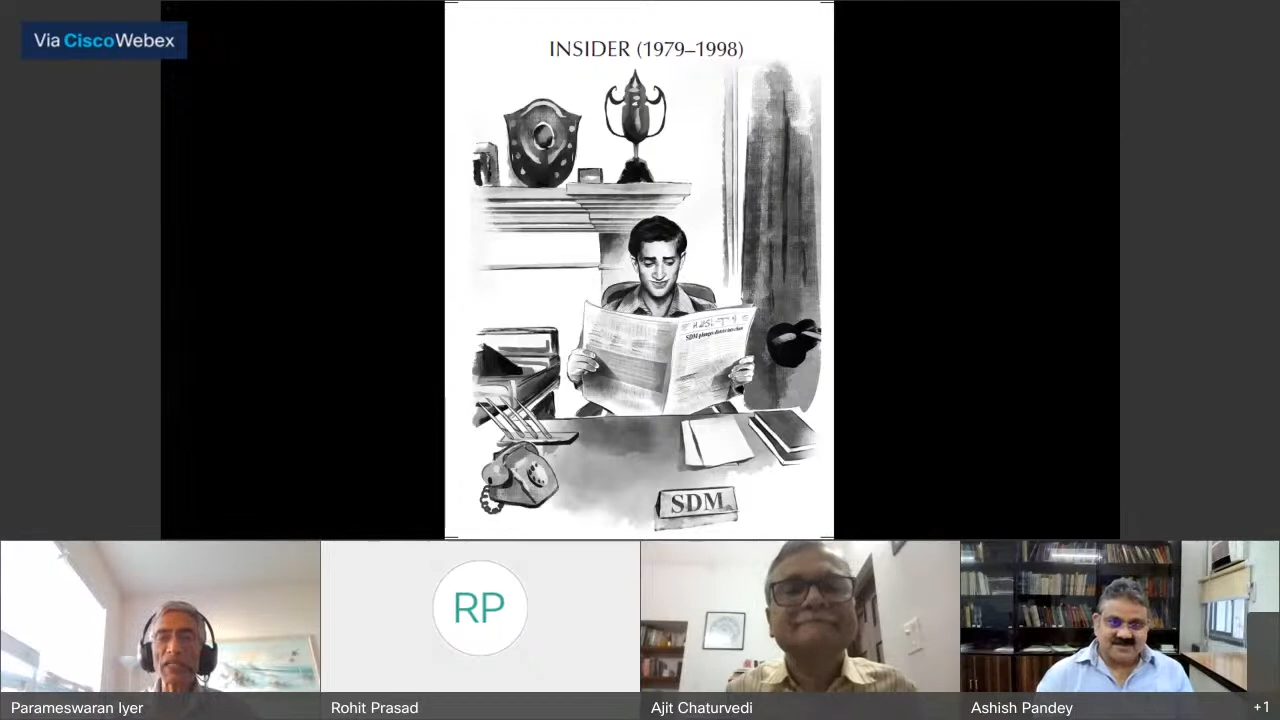 Via CiscoWebex
INSIDER (1979–1998)
SDM
RP
Parameswaran Iyer
Rohit Prasad
Ajit Chaturvedi
Ashish Pandey
+1